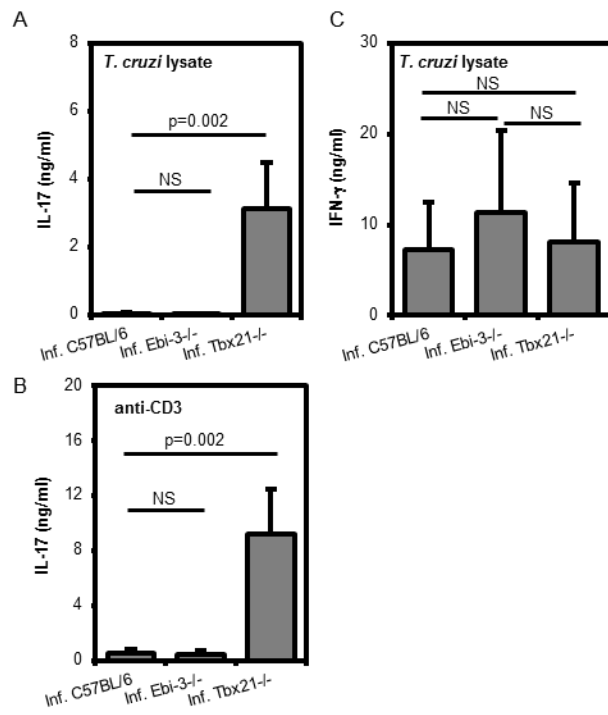 A
T. cruzi lysate
IL-17 (ng/ml)
8
6
4
2
0
p=0.002
NS
Inf. C57BL/6
Inf. Ebi-3-/-
Inf. Tbx21-/-
C
T. cruzi lysate
IFN-γ (ng/ml)
30
20
10
0
NS
NS
NS
Inf. C57BL/6
Inf. Ebi-3-/-
Inf. Tbx21-/-
B
anti-CD3
IL-17 (ng/ml)
20
16
12
8
4
0
p=0.002
NS
Inf. C57BL/6
Inf. Ebi-3-/-
Inf. Tbx21-/-